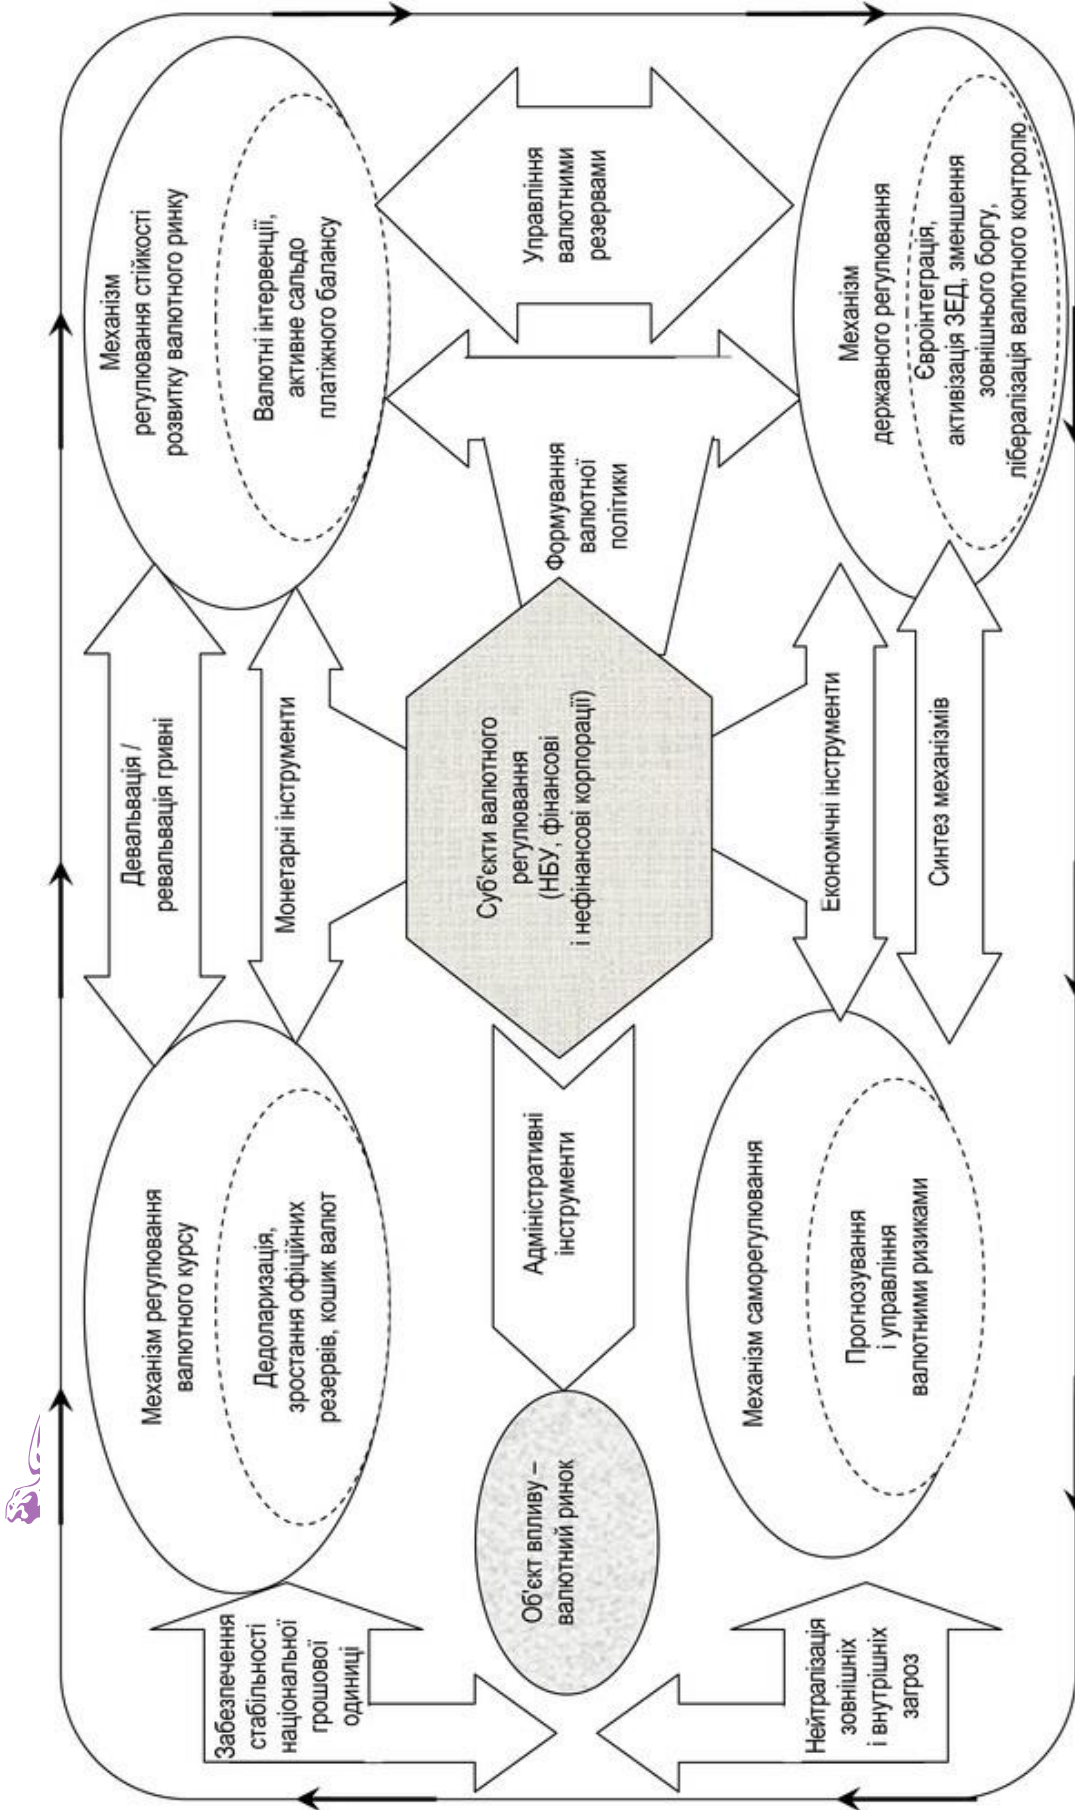 Механізм
регулювання стійкості
розвитку валютного ринку
Валютні інтервенції,
активне сальдо
платіжного балансу
Управління
валютними
резервами
Механізм
державного регулювання
Євроінтеграція,
активізація ЗЕД, зменшення
зовнішнього боргу,
лібералізація валютного контролю
Формування
валютної
політики
Девальвація /
ревальвація гривні
Монетарні інструменти
Суб'єкти валютного
регулювання
(НБУ, фінансові
і нефінансові корпорації)
Економічні інструменти
Синтез механізмів
Механізм регулювання
валютного курсу
Дедоларизація,
зростання офіційних
резервів, кошик валют
Адміністративні
інструменти
Механізм саморегулювання
Прогнозування
і управління
валютними ризиками
Об'єкт впливу –
валютний ринок
Забезпечення
стабільності
національної
грошової
одиниці
Нейтралізація
зовнішніх
і внутрішніх
загроз